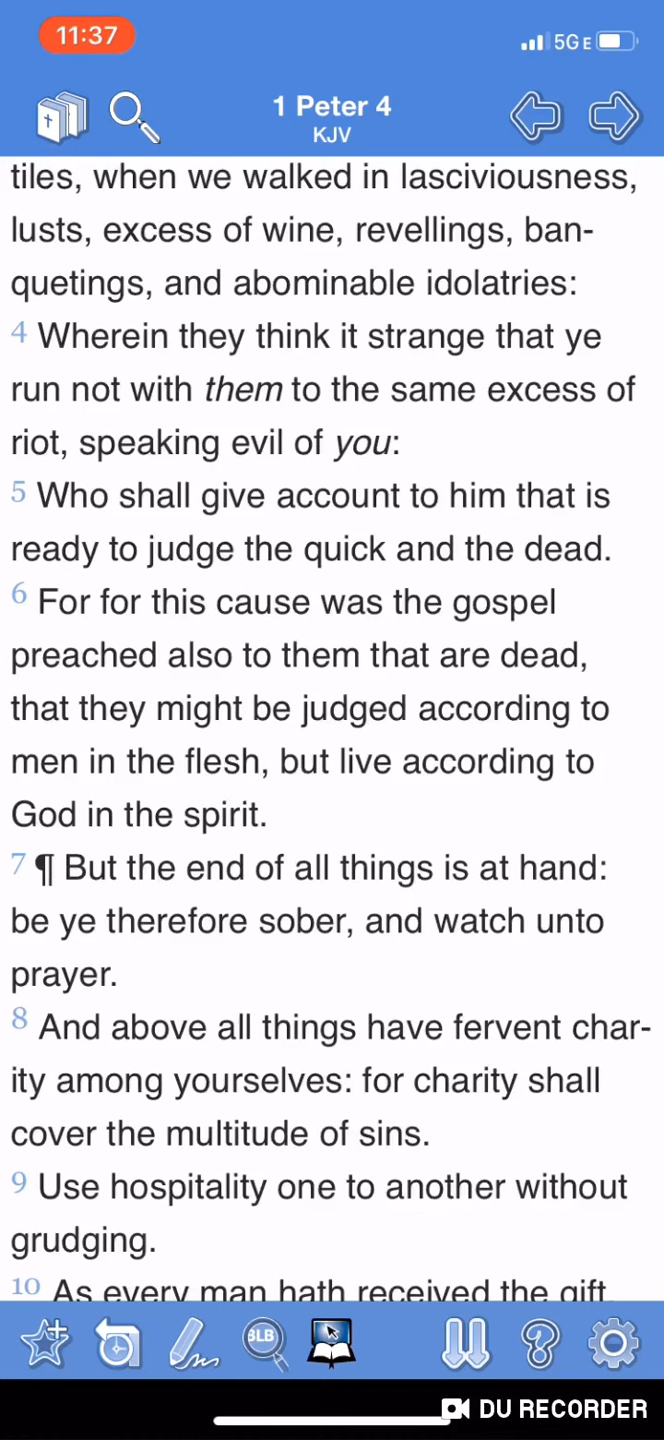 11:37
5GE
1 Peter 4
KJV
tiles, when we walked in lasciviousness,
lusts, excess of wine, revellings, ban-
quetings, and abominable idolatries:
4 Wherein they think it strange that ye
run not with them to the same excess of
riot, speaking evil of you:
5 Who shall give account to him that is
ready to judge the quick and the dead.
6 For for this cause was the gospel
preached also to them that are dead,
that they might be judged according to
men in the flesh, but live according to
God in the spirit.
7 ¶ But the end of all things is at hand:
be ye therefore sober, and watch unto
prayer.
8 And above all things have fervent char-
ity among yourselves: for charity shall
cover the multitude of sins.
9 Use hospitality one to another without
grudging.
10 As every man hath received the gift,
BLB
DU RECORDER